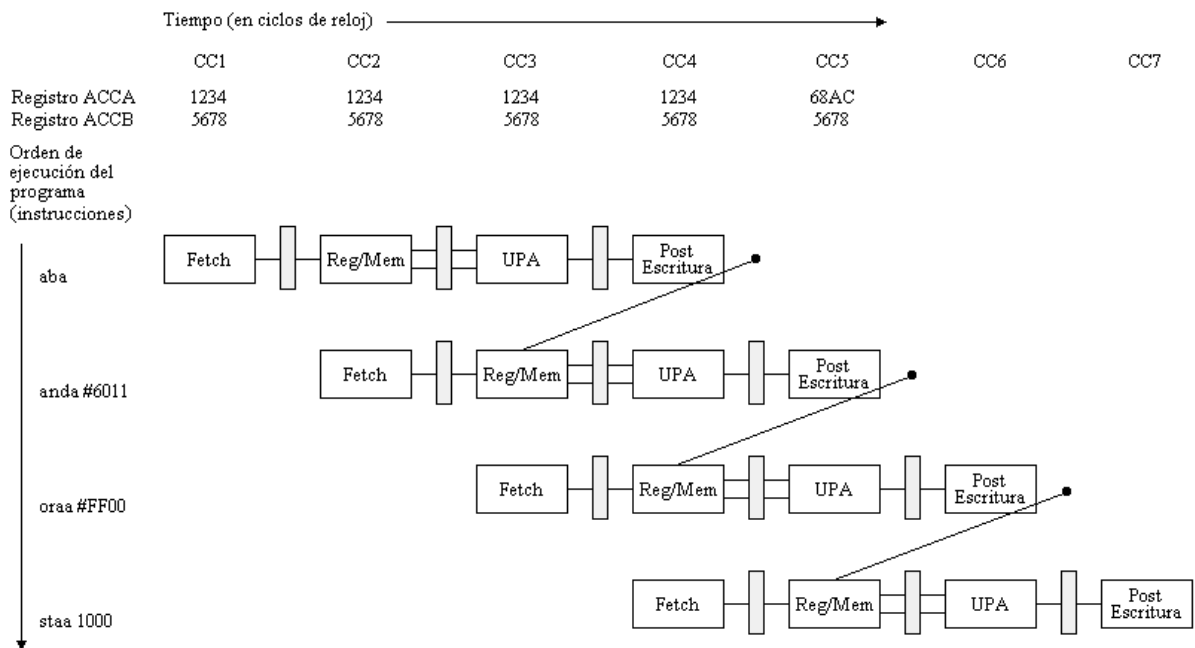 Tiempo (en ciclos de reloj)
CC1 CC2 CC3 CC4 CC5 CC6 CC7
Registro ACCA 1234 1234 1234 1234 68AC
Registro ACCB 5678 5678 5678 5678 5678
Orden de
ejecución del
programa
(instrucciones)
aba
Fetch Reg/Mem UPA Post
Escritura
anda #6011
Fetch Reg/Mem UPA Post
Escritura
oraa #FF00
Fetch Reg/Mem UPA Post
Escritura
staa 1000
Fetch Reg/Mem UPA Post
Escritura